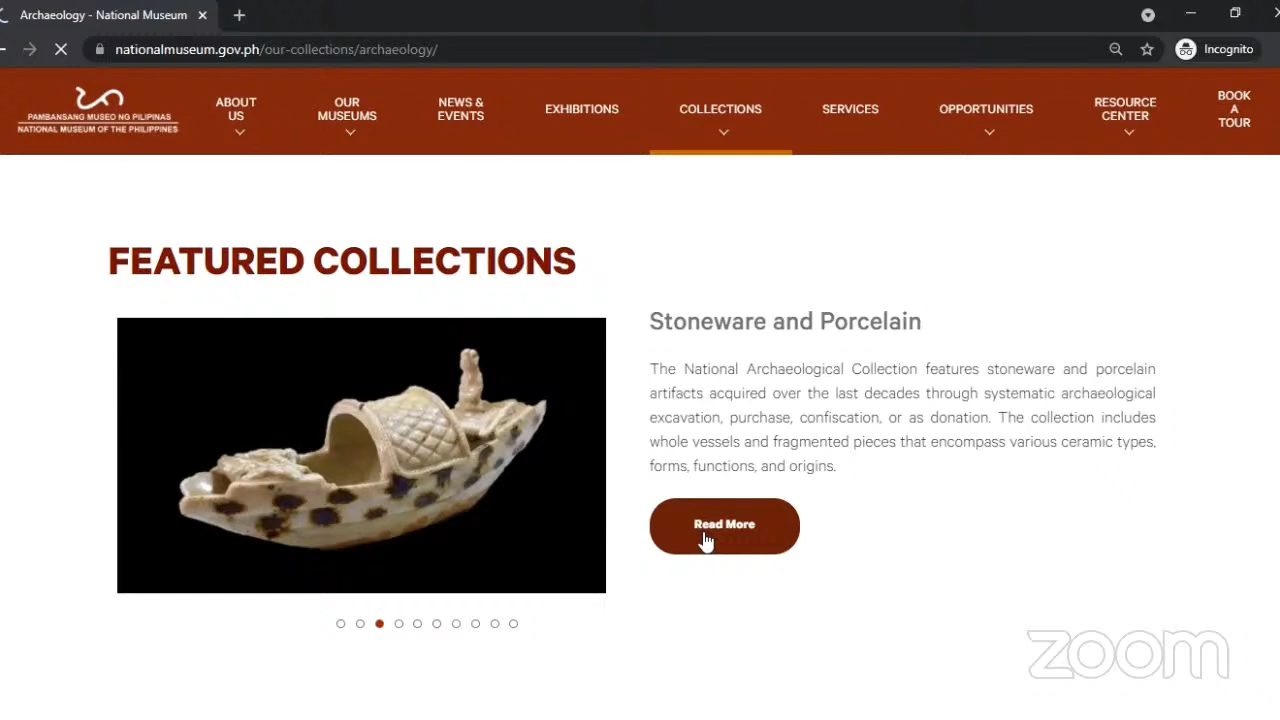 Archaeology - National Museum
nationalmuseum.gov.ph/our-collections/archaeology/
Incognito
PAMBANSANG MUSEO NG PILIPINAS
NATIONAL MUSEUM OF THE PHILIPPINES
ABOUT
US
OUR
MUSEUMS
NEWS &
EVENTS
EXHIBITIONS
COLLECTIONS
SERVICES
OPPORTUNITIES
RESOURCE
CENTER
BOOK
A
TOUR
FEATURED COLLECTIONS
Stoneware and Porcelain
The National Archaeological Collection features stoneware and porcelain
artifacts acquired over the last decades through systematic archaeological
excavation, purchase, confiscation, or as donation. The collection includes
whole vessels and fragmented pieces that encompass various ceramic types,
forms, functions, and origins.
Read More
zoom